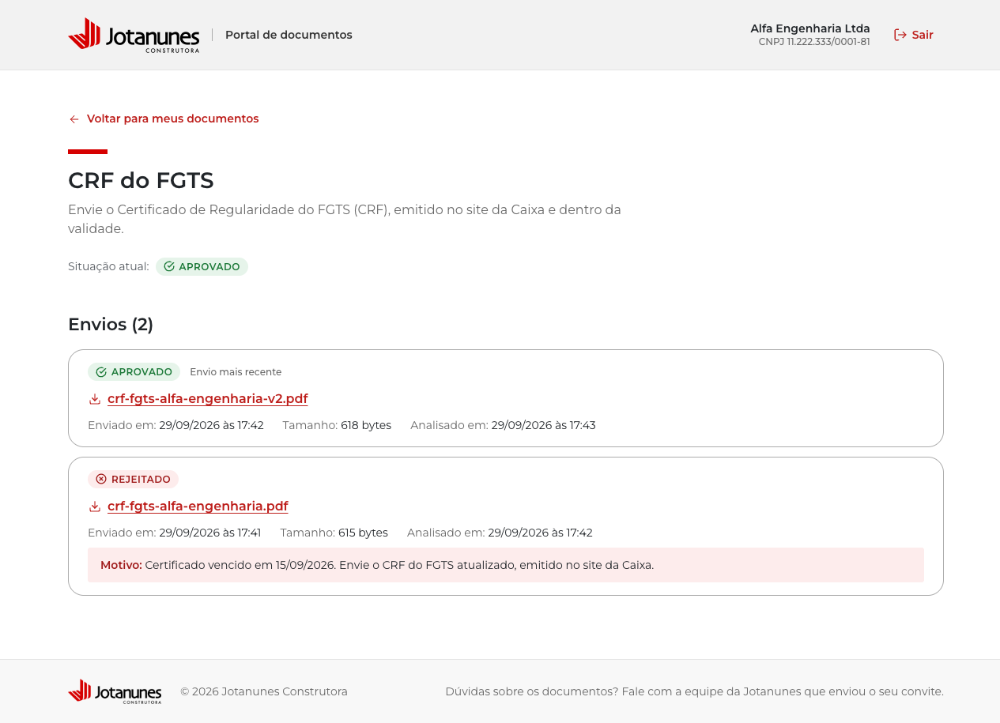 Jotanunes
CONSTRUTORA
Portal de documentos
Alfa Engenharia Ltda
CNPJ 11.222.333/0001-81
Sair
Voltar para meus documentos
CRF do FGTS
Envie o Certificado de Regularidade do FGTS (CRF), emitido no site da Caixa e dentro da
validade.
Situação atual: APROVADO
Envios (2)
APROVADO Envio mais recente
crf-fgts-alfa-engenharia-v2.pdf
Enviado em: 29/09/2026 às 17:42 Tamanho: 618 bytes Analisado em: 29/09/2026 às 17:43
REJEITADO
crf-fgts-alfa-engenharia.pdf
Enviado em: 29/09/2026 às 17:41 Tamanho: 615 bytes Analisado em: 29/09/2026 às 17:42
Motivo: Certificado vencido em 15/09/2026. Envie o CRF do FGTS atualizado, emitido no site da Caixa.
Jotanunes
CONSTRUTORA
© 2026 Jotanunes Construtora
Dúvidas sobre os documentos? Fale com a equipe da Jotanunes que enviou o seu convite.